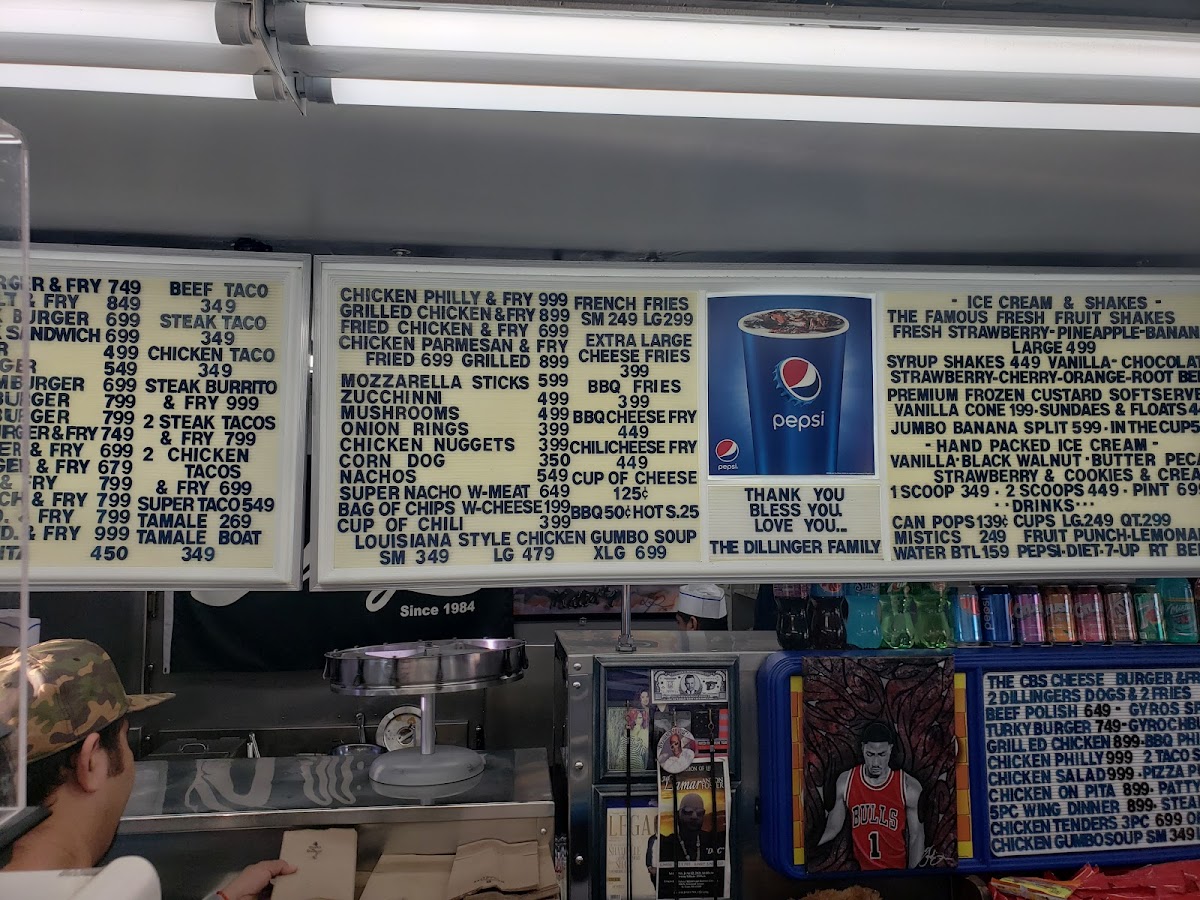 & FRY 749
& FRY 849
BURGER 699
SANDWICH 699
499
549
699
BURGER 799
799
& FRY 749
& FRY 699
& FRY 679
& FRY 799
& FRY 799
& FRY 799
& FRY 999
450
BEEF TACO
349
STEAK TACO
349
CHICKEN TACO
349
STEAK BURRITO
& FRY 999
2 STEAK TACOS
& FRY 799
2 CHICKEN
TACOS
& FRY 699
SUPER TACO 549
TAMALE 269
TAMALE BOAT
349
CHICKEN PHILLY & FRY 999
GRILLED CHICKEN & FRY 899
FRIED CHICKEN & FRY 699
CHICKEN PARMESAN & FRY
FRIED 699 GRILLED 899
MOZZARELLA STICKS 599
ZUCCHINNI 499
MUSHROOMS 499
ONION RINGS 399
CHICKEN NUGGETS 399
CORN DOG 350
NACHOS 549
SUPER NACHO W-MEAT 649
BAG OF CHIPS W-CHEESE 199
CUP OF CHILI 399
LOUISIANA STYLE CHICKEN GUMBO SOUP
SM 349 LG 479 XLG 699
FRENCH FRIES
SM 249 LG 299
EXTRA LARGE
CHEESE FRIES
399
BBQ FRIES
399
BBQ CHEESE FRY
449
CHILI CHEESE FRY
449
CUP OF CHEESE
125¢
BBQ 50¢ HOT S.25
pepsi
pepsi
THANK YOU
BLESS YOU
LOVE YOU...
THE DILLINGER FAMILY
- ICE CREAM & SHAKES -
THE FAMOUS FRESH FRUIT SHAKES
FRESH STRAWBERRY-PINEAPPLE-BANAN
LARGE 499
SYRUP SHAKES 449 VANILLA- CHOCOLA
STRAWBERRY-CHERRY-ORANGE-ROOT BE
PREMIUM FROZEN CUSTARD SOFTSERV
VANILLA CONE 199·SUNDAES & FLOATS 4
JUMBO BANANA SPLIT 599 · IN THE CUP 5
- HAND PACKED ICE CREAM -
VANILLA·BLACK WALNUT·BUTTER PECA
STRAWBERRY & COOKIES & CREA
1 SCOOP 349 · 2 SCOOPS 449 · PINT 69
··DRINKS···
CAN POPS 139¢ CUPS LG.249 QT.299
MISTICS 249 FRUIT PUNCH-LEMONA
WATER BTL 159 PEPSI-DIET-7-UP RT BE
Since 1984
BULLS
1
THE CBS CHEESE BURGER & FR
2 DILLINGERS DOGS & 2 FRIES
BEEF POLISH 649 - GYROS S
TURKY BURGER 749-GYROCHE
GRILLED CHICKEN 899-BBQ PH
CHICKEN PHILLY 999 2 TACOS
CHICKEN SALAD 999 · PIZZA P
CHICKEN ON PITA 899- PATTY
5PC WING DINNER 899- STEA
CHICKEN TENDERS 3PC 699 O
CHICKEN GUMBO SOUP SM 349